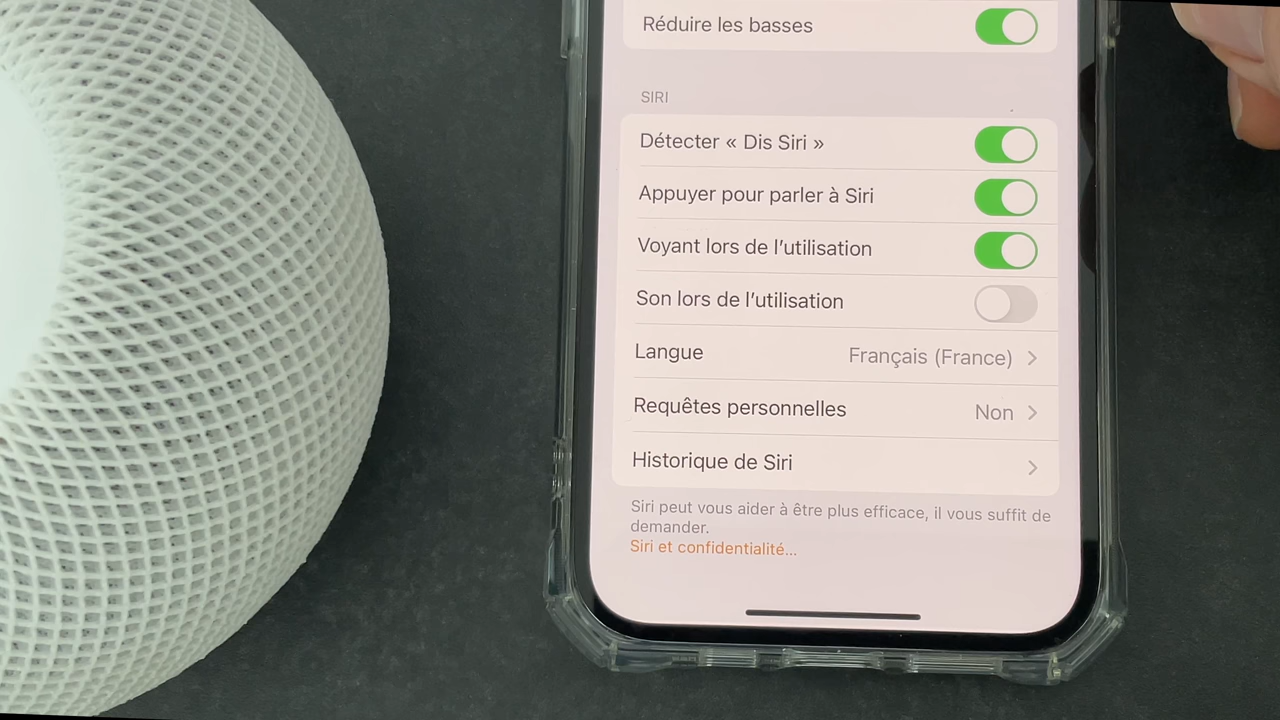 Réduire les basses
SIRI
Détecter « Dis Siri »
Appuyer pour parler à Siri
Voyant lors de l’utilisation
Son lors de l’utilisation
Langue Français (France)
Requêtes personnelles Non
Historique de Siri
Siri peut vous aider à être plus efficace, il vous suffit de
demander.
Siri et confidentialité...